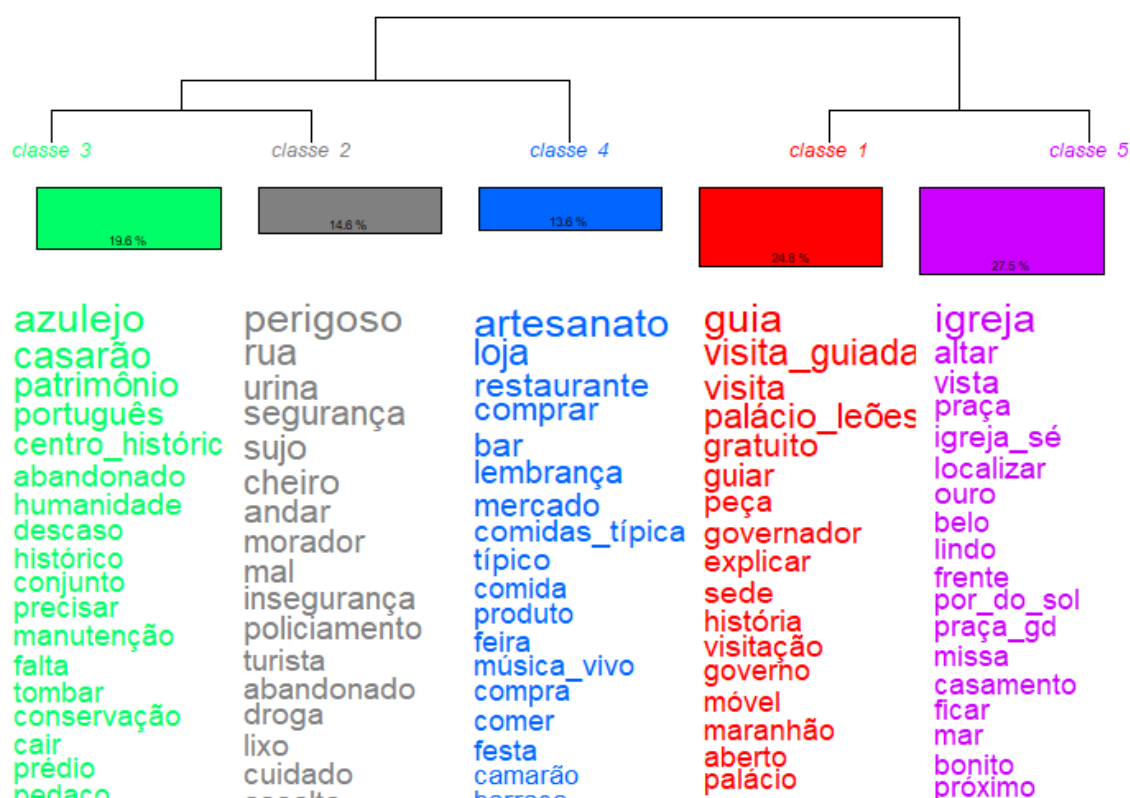 classe 3
classe 2
classe 4
classe 1
classe 5
19.6 %
14.6 %
13.6 %
24.8 %
27.5 %
azulejo
casarão
patrimônio
português
centro_históric
abandonado
humanidade
descaso
histórico
conjunto
precisar
manutenção
falta
tombar
conservação
cair
prédio
pedaço
perigoso
rua
urina
segurança
sujo
cheiro
andar
morador
mal
insegurança
policiamento
turista
abandonado
droga
lixo
cuidado
artesanato
loja
restaurante
comprar
bar
lembrança
mercado
comidas_típica
típico
comida
produto
feira
música_vivo
compra
comer
festa
camarão
guia
visita_guiada
visita
palácio_leões
gratuito
guiar
peça
governador
explicar
sede
história
visitação
governo
móvel
maranhão
aberto
palácio
igreja
altar
vista
praça
igreja_sé
localizar
ouro
belo
lindo
frente
por_do_sol
praça_gd
missa
casamento
ficar
mar
bonito
próximo